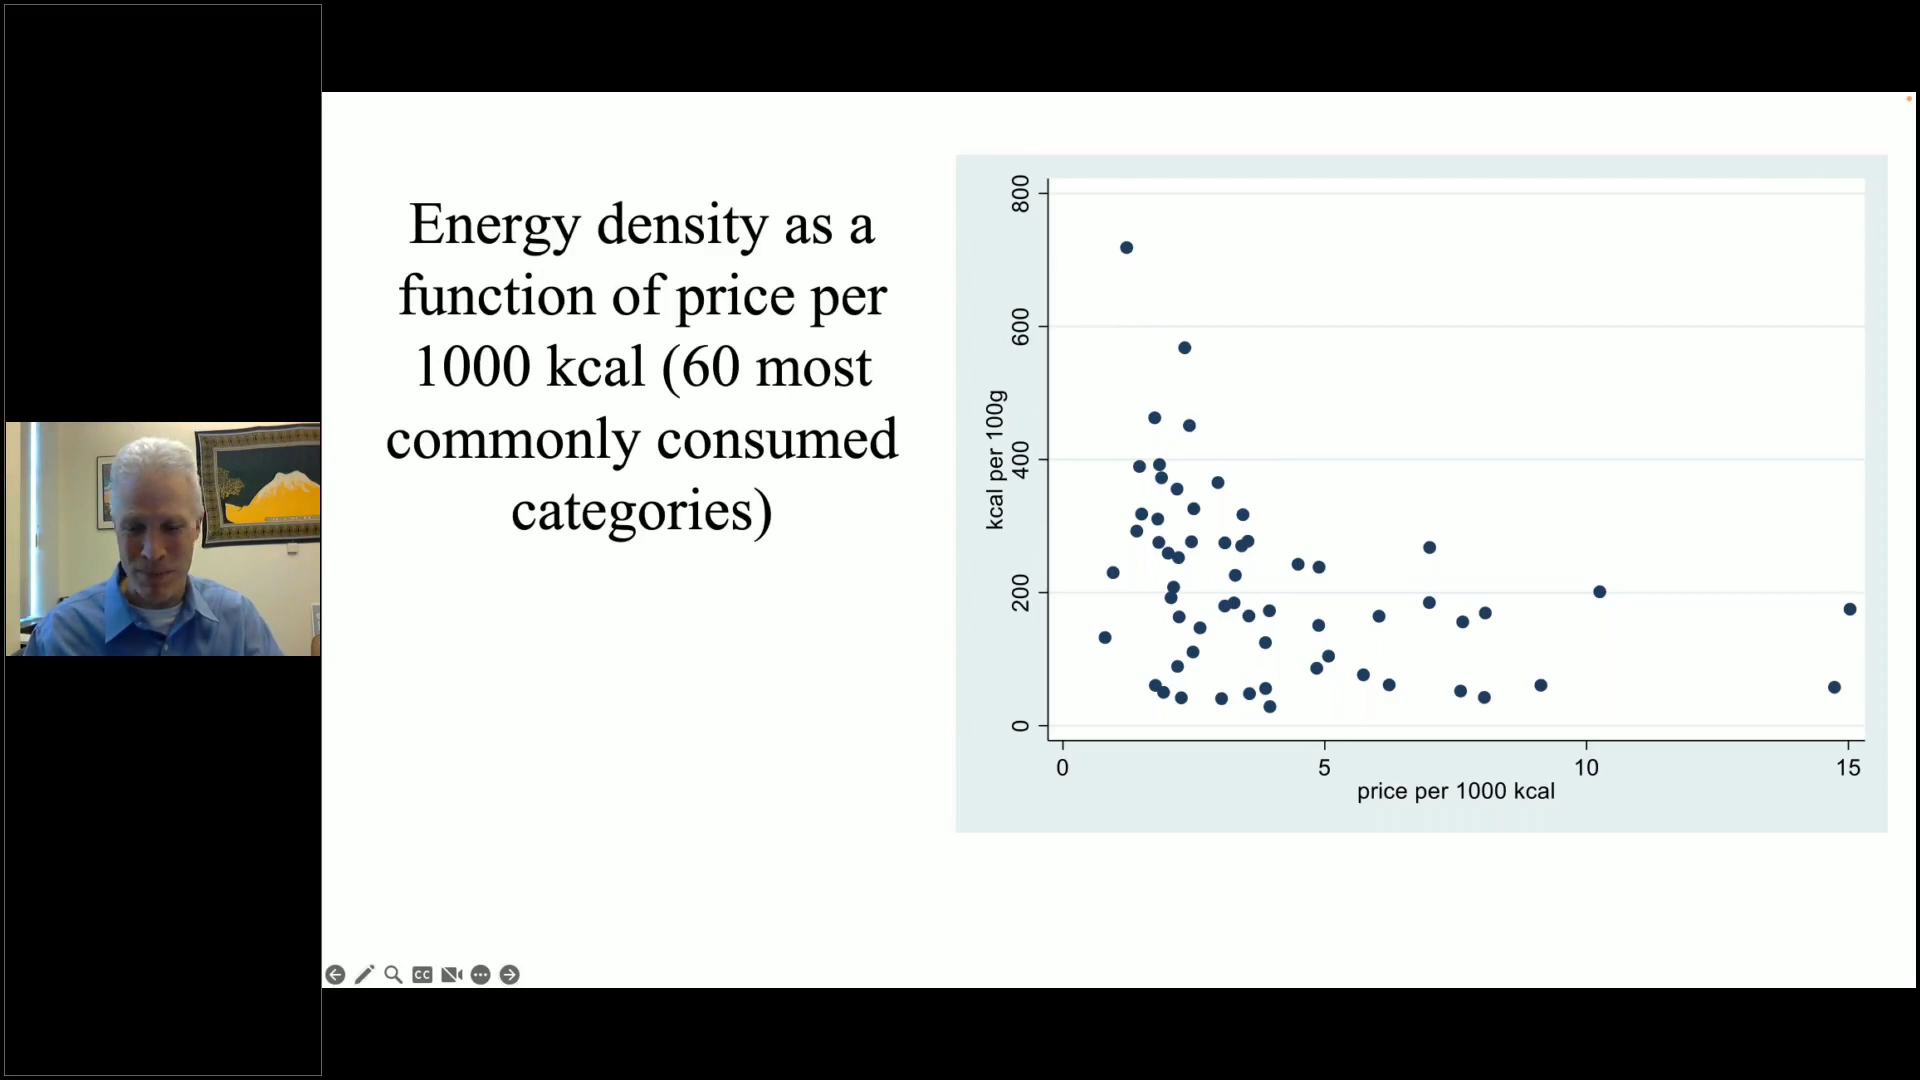 Energy density as a
function of price per
1000 kcal (60 most
commonly consumed
categories)
800
600
400
200
0
kcal per 100g
0 5 10 15
price per 1000 kcal
CC